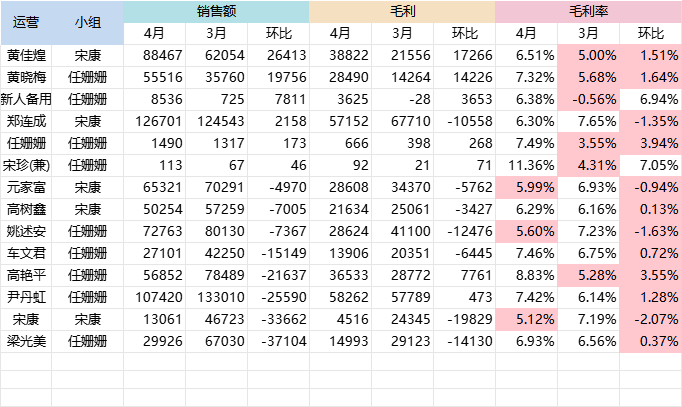 运营 小组 销售额 毛利 毛利率
4月 3月 环比 4月 3月 环比 4月 3月 环比
黄佳煌 宋康 88467 62054 26413 38822 21556 17266 6.51% 5.00% 1.51%
黄晓梅 任姗姗 55516 35760 19756 28490 14264 14226 7.32% 5.68% 1.64%
新人备用 任姗姗 8536 725 7811 3625 -28 3653 6.38% -0.56% 6.94%
郑连成 宋康 126701 124543 2158 57152 67710 -10558 6.30% 7.65% -1.35%
任姗姗 任姗姗 1490 1317 173 666 398 268 7.49% 3.55% 3.94%
宋珍(兼) 任姗姗 113 67 46 92 21 71 11.36% 4.31% 7.05%
元家富 宋康 65321 70291 -4970 28608 34370 -5762 5.99% 6.93% -0.94%
高树鑫 宋康 50254 57259 -7005 21634 25061 -3427 6.29% 6.16% 0.13%
姚述安 任姗姗 72763 80130 -7367 28624 41100 -12476 5.60% 7.23% -1.63%
车文君 任姗姗 27101 42250 -15149 13906 20351 -6445 7.46% 6.75% 0.72%
高艳平 任姗姗 56852 78489 -21637 36533 28772 7761 8.83% 5.28% 3.55%
尹丹虹 任姗姗 107420 133010 -25590 58262 57789 473 7.42% 6.14% 1.28%
宋康 宋康 13061 46723 -33662 4516 24345 -19829 5.12% 7.19% -2.07%
梁光美 任姗姗 29926 67030 -37104 14993 29123 -14130 6.93% 6.56% 0.37%